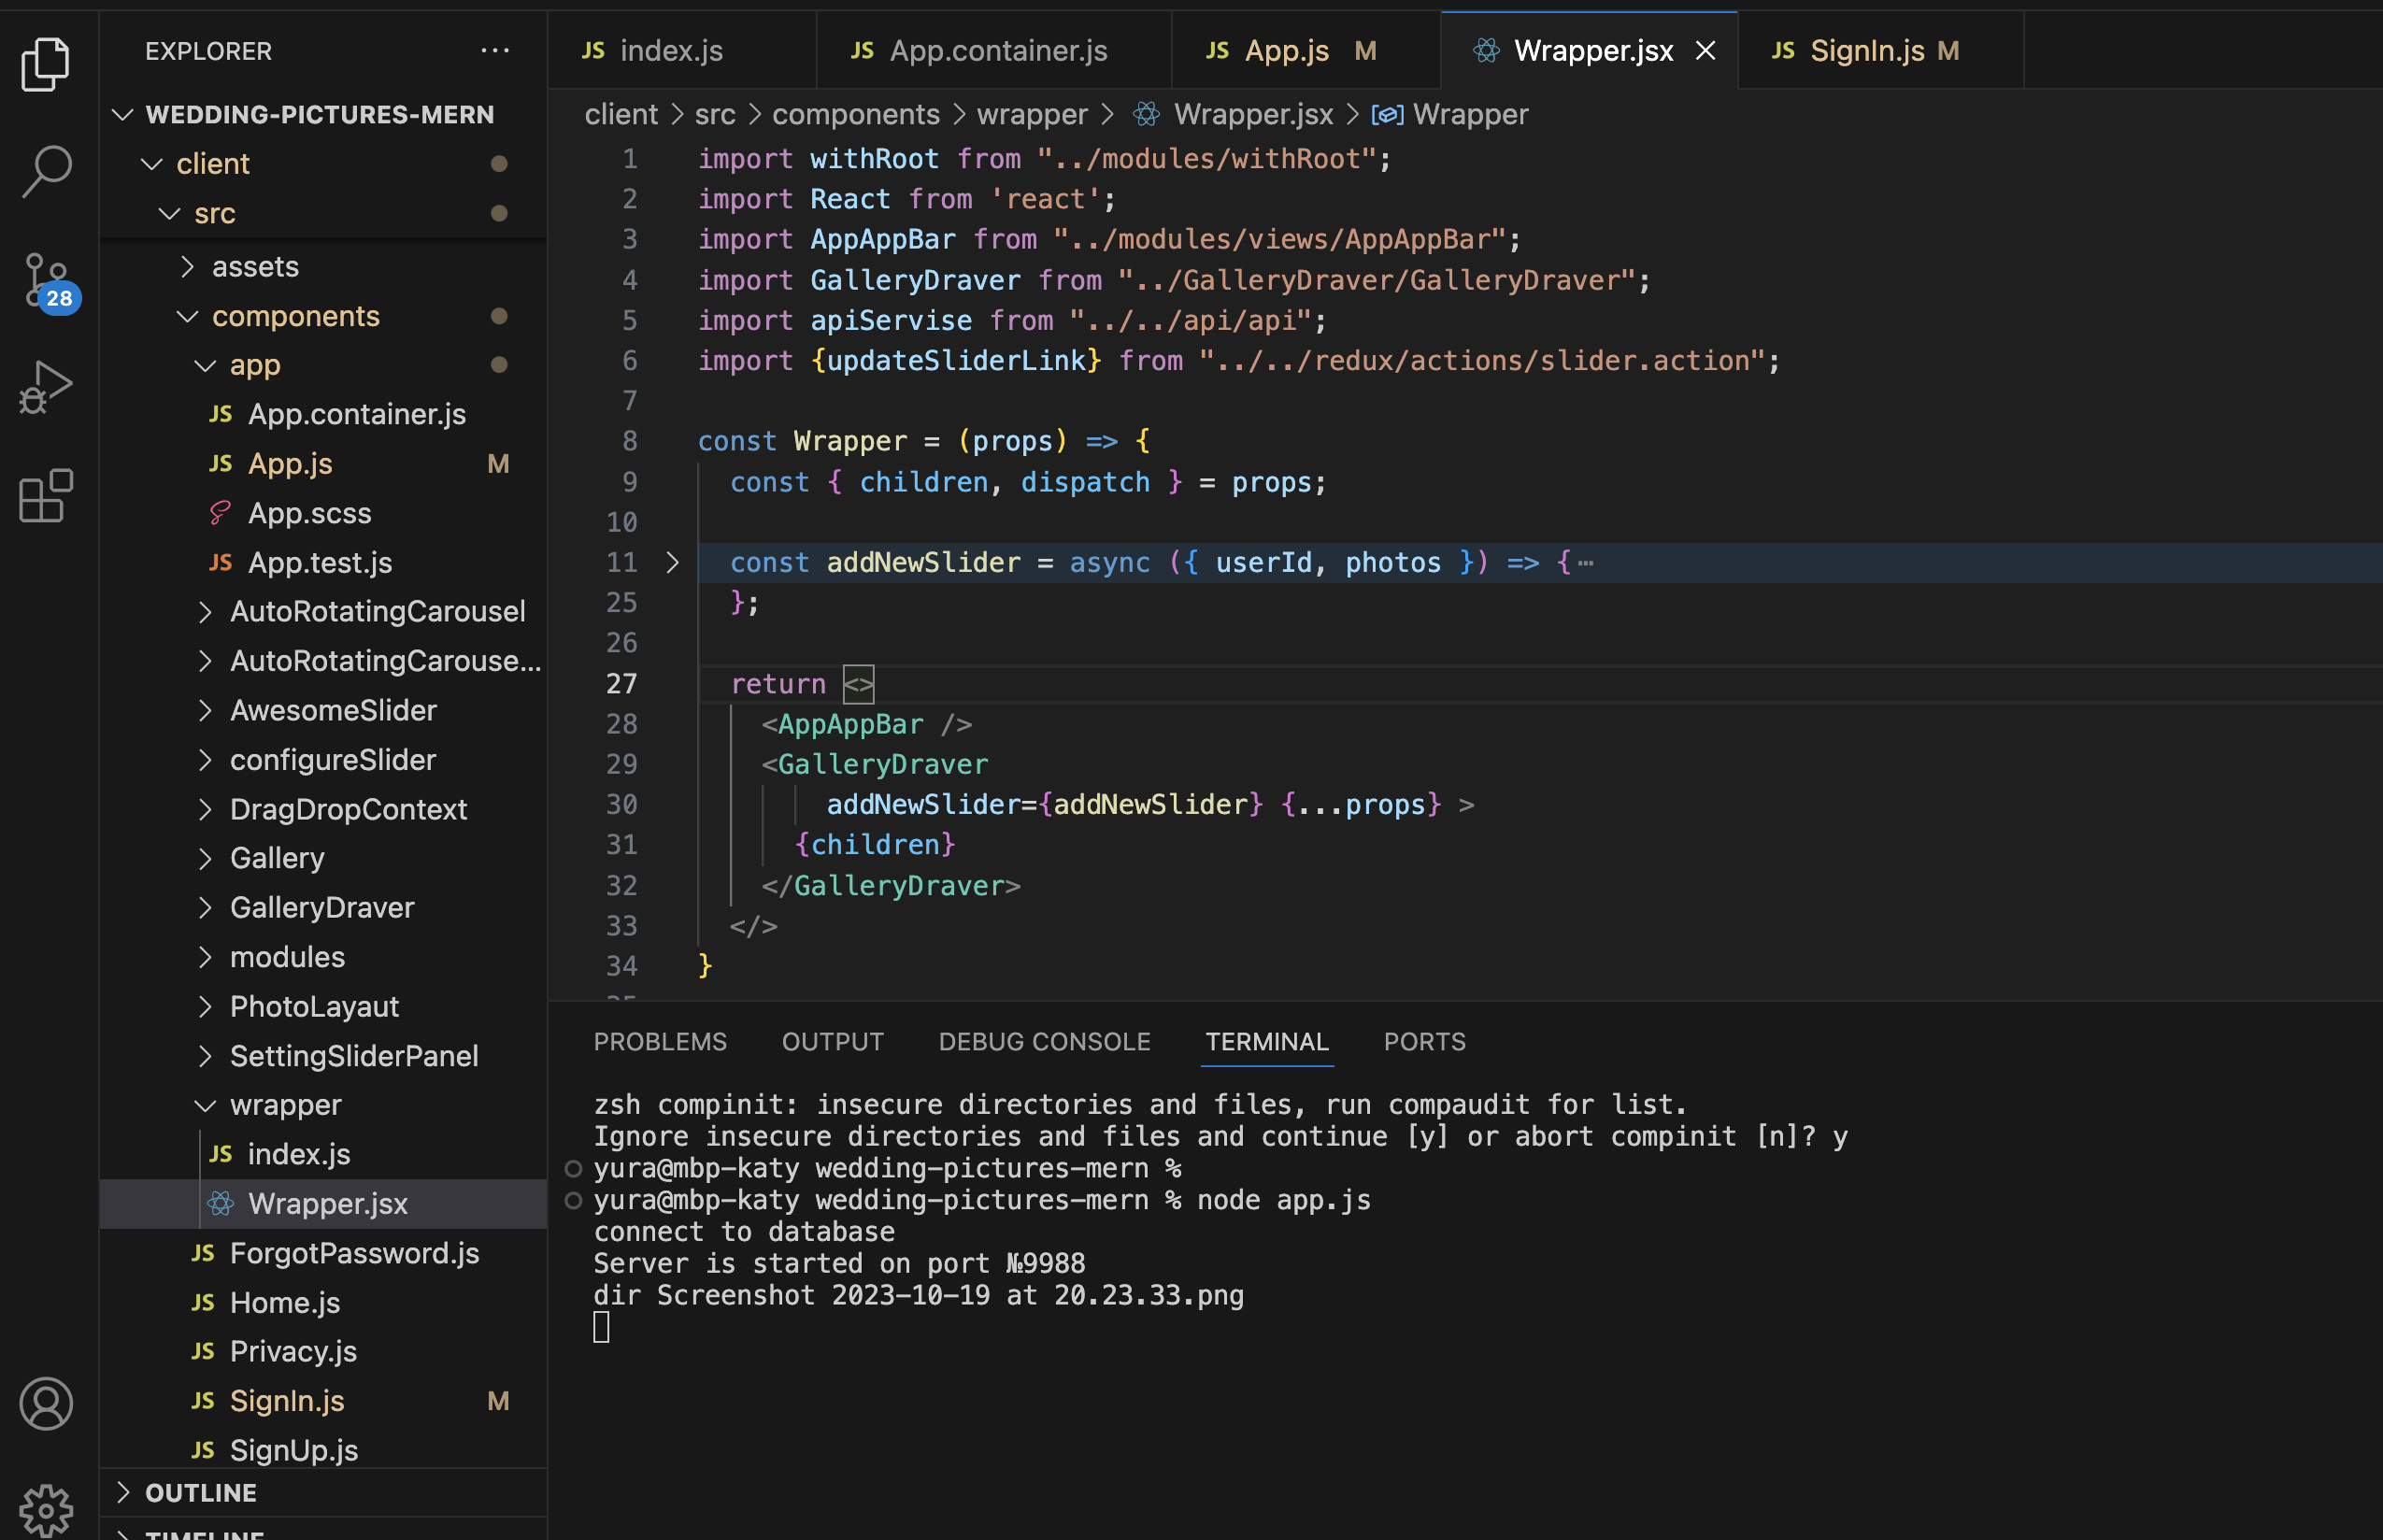 EXPLORER
WEDDING-PICTURES-MERN
client
src
assets
components
app
App.container.js
App.js M
App.scss
App.test.js
AutoRotatingCarousel
AutoRotatingCarouse...
AwesomeSlider
configureSlider
DragDropContext
Gallery
GalleryDraver
modules
PhotoLayaut
SettingSliderPanel
wrapper
index.js
Wrapper.jsx
ForgotPassword.js
Home.js
Privacy.js
SignIn.js M
SignUp.js
OUTLINE
TIMELINE
28
JS index.js JS App.container.js JS App.js M Wrapper.jsx JS SignIn.js M
client > src > components > wrapper > Wrapper.jsx > Wrapper
1 import withRoot from "../modules/withRoot";
2 import React from 'react';
3 import AppAppBar from "../modules/views/AppAppBar";
4 import GalleryDraver from "../GalleryDraver/GalleryDraver";
5 import apiServise from "../../api/api";
6 import {updateSliderLink} from "../../redux/actions/slider.action";
7
8 const Wrapper = (props) => {
9 const { children, dispatch } = props;
10
11 const addNewSlider = async ({ userId, photos }) => {…
25 };
26
27 return <>
28 <AppAppBar />
29 <GalleryDraver
30 addNewSlider={addNewSlider} {...props} >
31 {children}
32 </GalleryDraver>
33 </>
34 }
PROBLEMS OUTPUT DEBUG CONSOLE TERMINAL PORTS
zsh compinit: insecure directories and files, run compaudit for list.
Ignore insecure directories and files and continue [y] or abort compinit [n]? y
yura@mbp-katy wedding-pictures-mern %
yura@mbp-katy wedding-pictures-mern % node app.js
connect to database
Server is started on port №9988
dir Screenshot 2023-10-19 at 20.23.33.png